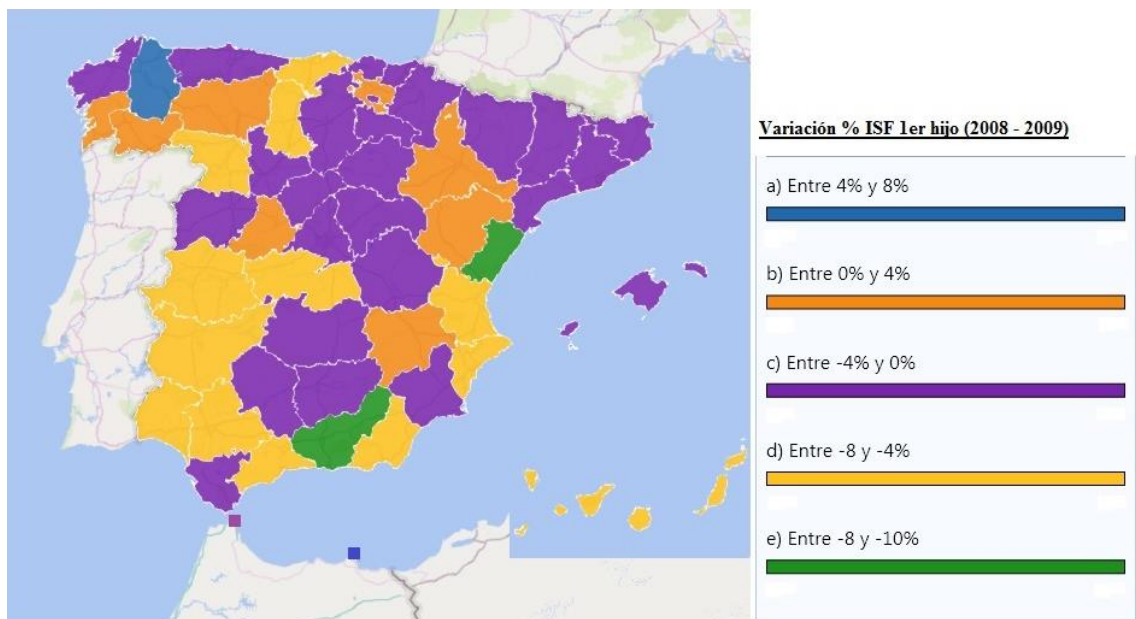 Variación % ISF 1er hijo (2008 - 2009)
a) Entre 4% y 8%
b) Entre 0% y 4%
c) Entre -4% y 0%
d) Entre -8 y -4%
e) Entre -8 y -10%